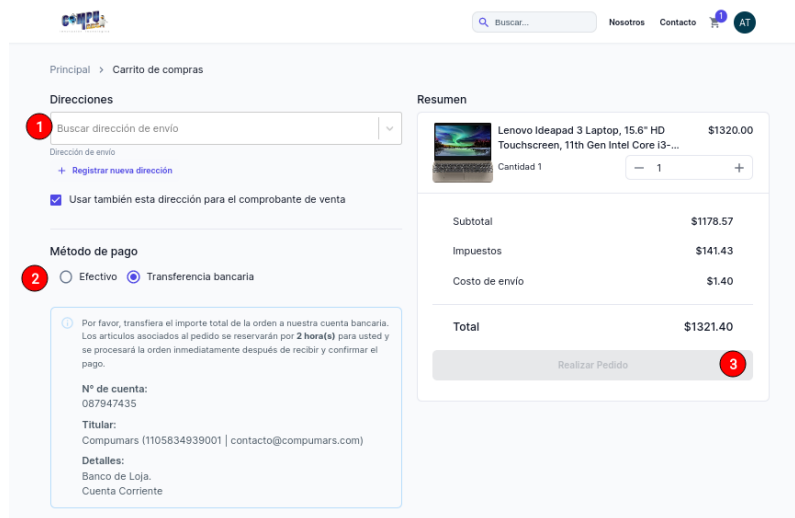 COMPU
Buscar...
Nosotros
Contacto
1
AT
Principal > Carrito de compras
Direcciones
1
Buscar dirección de envío
Dirección de envío
+ Registrar nueva dirección
Usar también esta dirección para el comprobante de venta
Método de pago
2
Efectivo
Transferencia bancaria
Por favor, transfiera el importe total de la orden a nuestra cuenta bancaria.
Los artículos asociados al pedido se reservarán por 2 hora(s) para usted y
se procesará la orden inmediatamente después de recibir y confirmar el
pago.
Nº de cuenta:
087947435
Titular:
Compumars (1105834939001 | contacto@compumars.com)
Detalles:
Banco de Loja.
Cuenta Corriente
Resumen
Lenovo Ideapad 3 Laptop, 15.6" HD
Touchscreen, 11th Gen Intel Core i3-...
$1320.00
Cantidad 1
− 1 +
Subtotal $1178.57
Impuestos $141.43
Costo de envío $1.40
Total $1321.40
Realizar Pedido
3